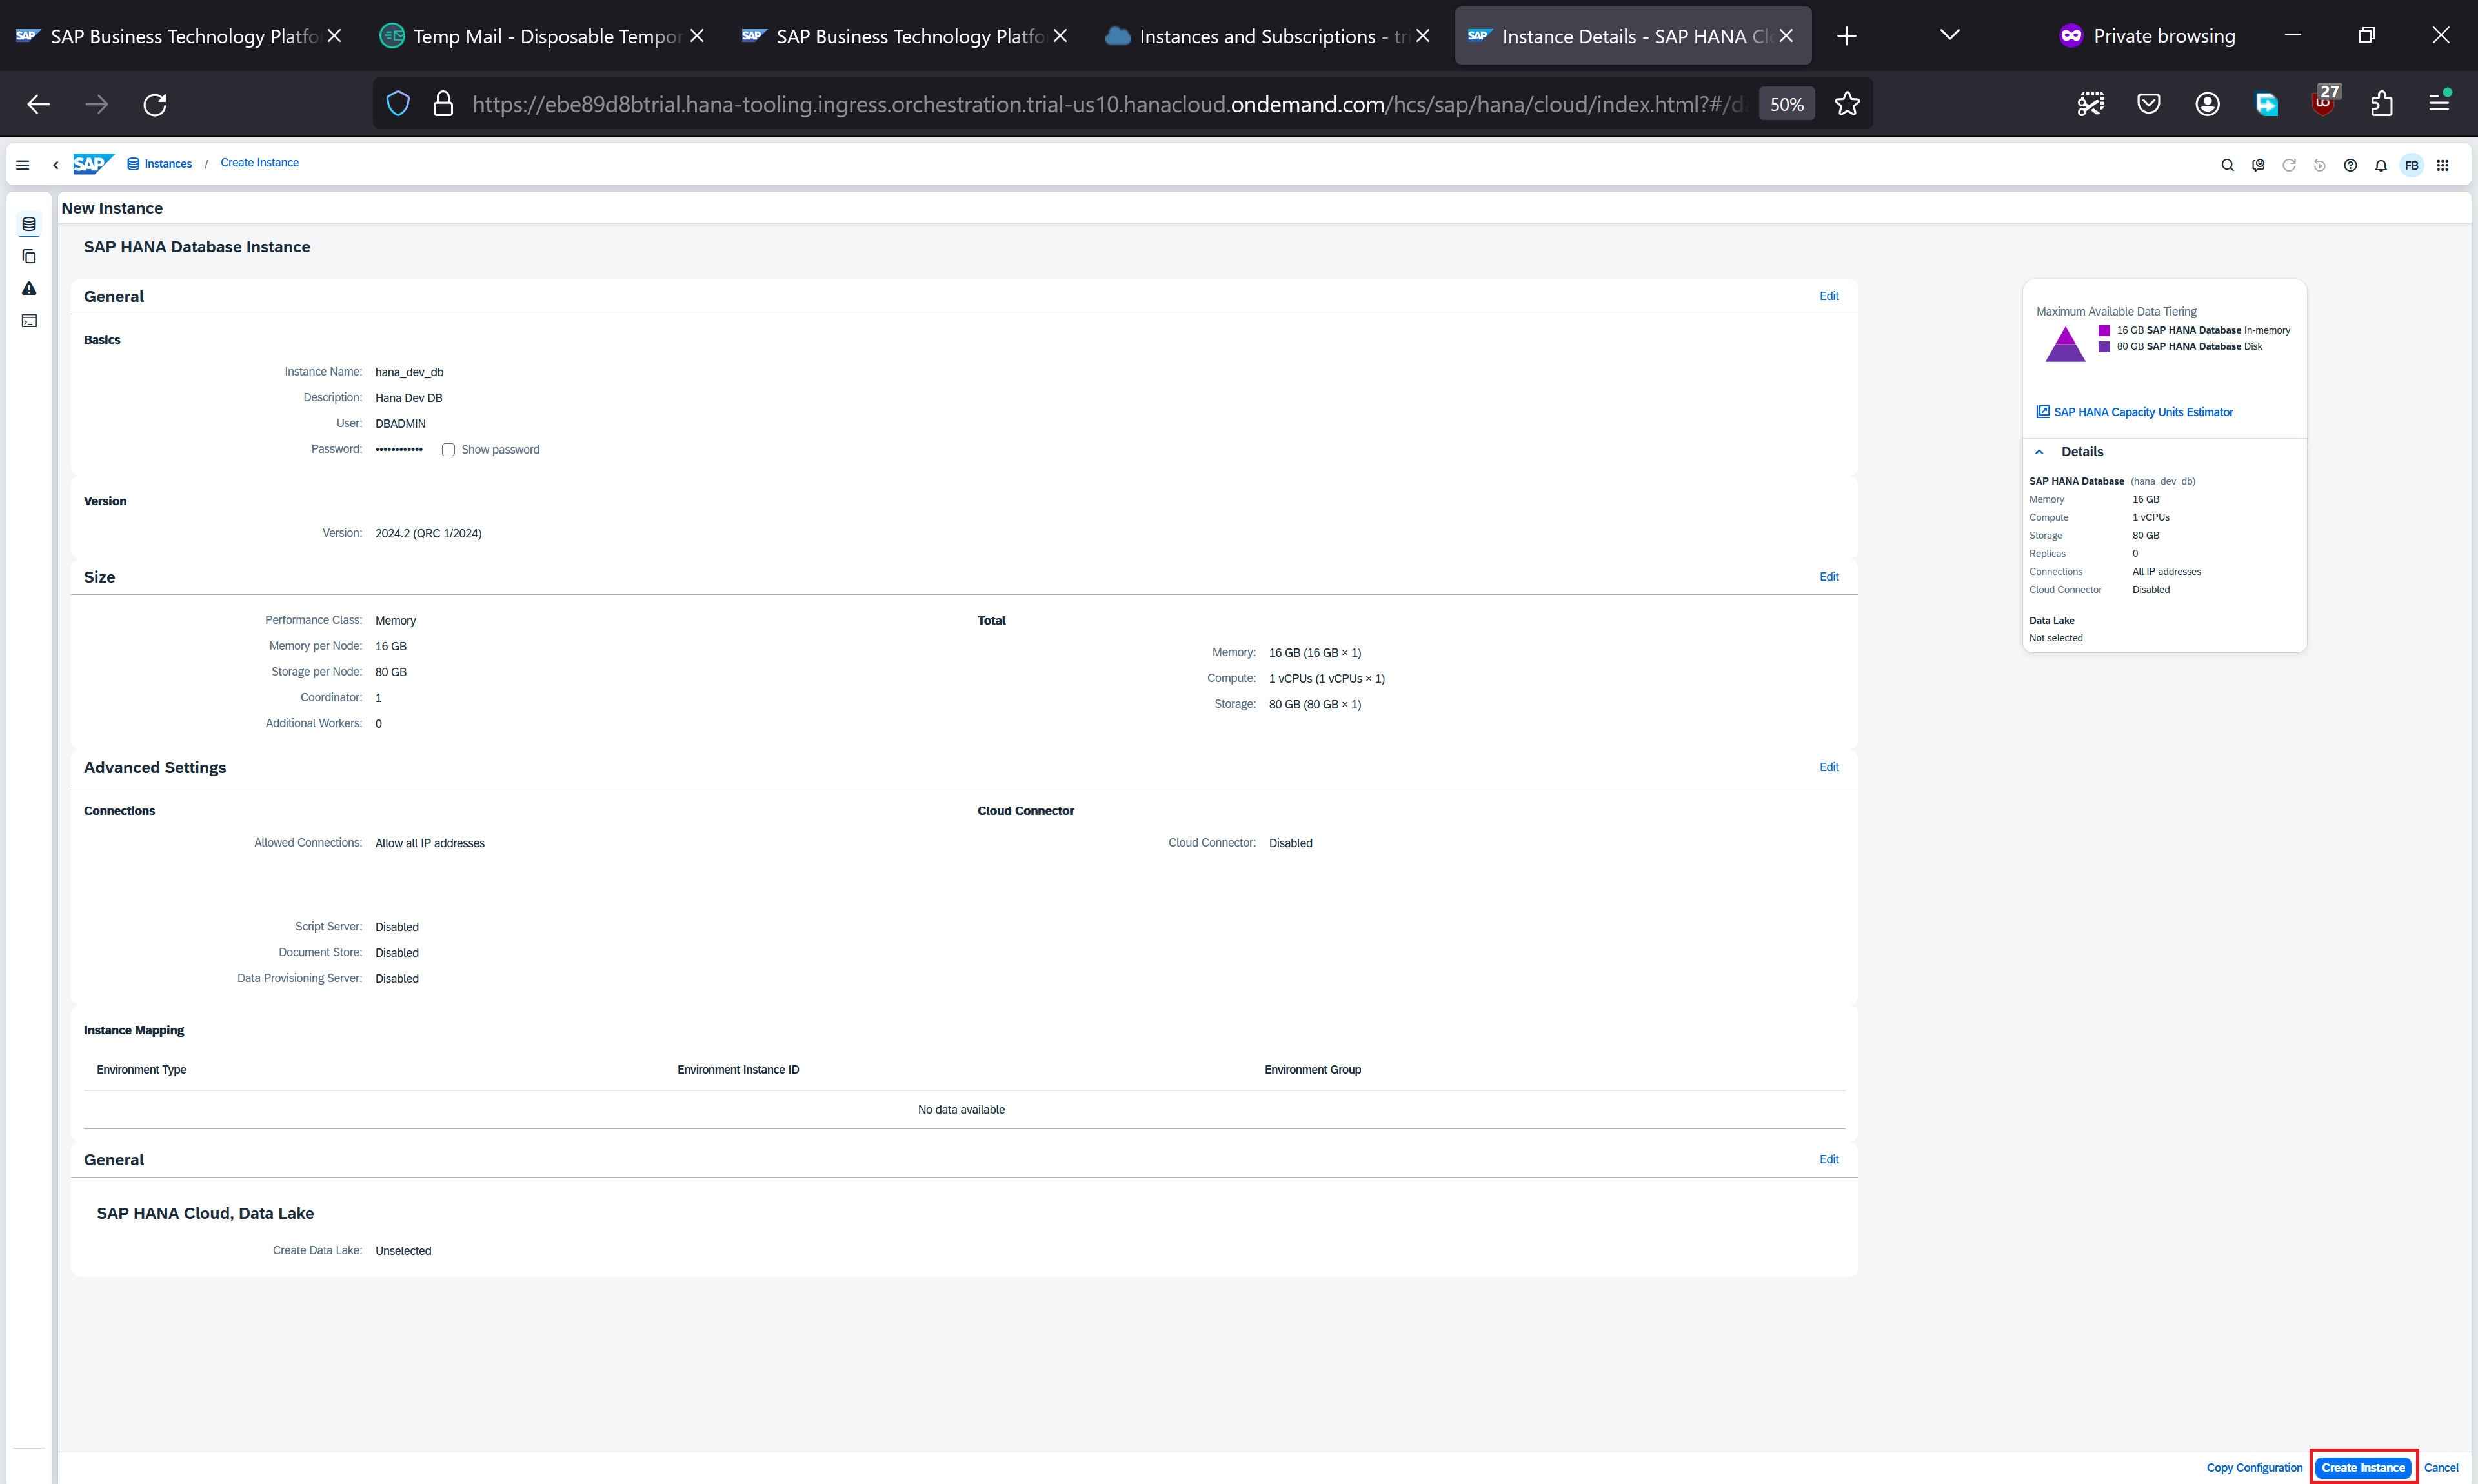 SAP SAP Business Technology Platfo
Temp Mail - Disposable Tempor
SAP SAP Business Technology Platfo
Instances and Subscriptions - tri
SAP Instance Details - SAP HANA Clo
Private browsing
https://ebe89d8btrial.hana-tooling.ingress.orchestration.trial-us10.hanacloud.ondemand.com/hcs/sap/hana/cloud/index.html?#/d
50%
27
SAP Instances / Create Instance
FB
New Instance
SAP HANA Database Instance
General
Edit
Basics
Instance Name: hana_dev_db
Description: Hana Dev DB
User: DBADMIN
Password: •••••••••••• Show password
Version
Version: 2024.2 (QRC 1/2024)
Size
Edit
Performance Class: Memory
Memory per Node: 16 GB
Storage per Node: 80 GB
Coordinator: 1
Additional Workers: 0
Total
Memory: 16 GB (16 GB × 1)
Compute: 1 vCPUs (1 vCPUs × 1)
Storage: 80 GB (80 GB × 1)
Advanced Settings
Edit
Connections
Allowed Connections: Allow all IP addresses
Cloud Connector
Cloud Connector: Disabled
Script Server: Disabled
Document Store: Disabled
Data Provisioning Server: Disabled
Instance Mapping
Environment Type Environment Instance ID Environment Group
No data available
General
Edit
SAP HANA Cloud, Data Lake
Create Data Lake: Unselected
Maximum Available Data Tiering
16 GB SAP HANA Database In-memory
80 GB SAP HANA Database Disk
SAP HANA Capacity Units Estimator
Details
SAP HANA Database (hana_dev_db)
Memory 16 GB
Compute 1 vCPUs
Storage 80 GB
Replicas 0
Connections All IP addresses
Cloud Connector Disabled
Data Lake
Not selected
Copy Configuration Create Instance Cancel